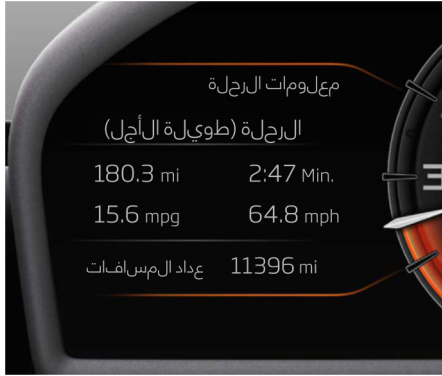 معلومات الرحلة
الرحلة (طويلة الأجل)
180.3 mi 2:47 Min.
15.6 mpg 64.8 mph
عداد المسافات 11396 mi